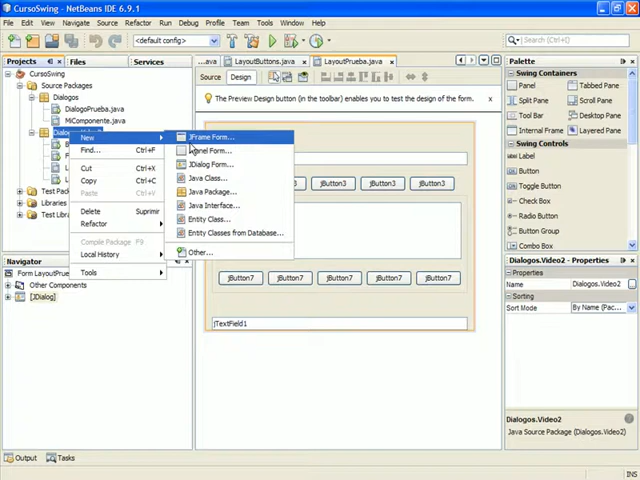 CursoSwing - NetBeans IDE 6.9.1
File Edit View Navigate Source Refactor Run Debug Profile Team Tools Window Help
<default config>
Search (Ctrl+I)
Projects Files Services
...ava LayoutButtons.java LayoutPrueba.java
Palette
CursoSwing
Source Packages
Dialogos
DialogoPrueba.java
MiComponente.java
Source Design
The Preview Design button (in the toolbar) enables you to test the design of the form. x
Swing Containers
Panel Tabbed Pane
Split Pane Scroll Pane
Tool Bar Desktop Pane
Internal Frame Layered Pane
Swing Controls
Label
Button
Toggle Button
Check Box
Radio Button
Button Group
Combo Box
New
Find... Ctrl+F
Cut Ctrl+X
Copy Ctrl+C
Paste Ctrl+V
Delete Suprimir
Refactor
Compile Package F9
Local History
Tools
JFrame Form...
JPanel Form...
JDialog Form...
Java Class...
Java Package...
Java Interface...
Entity Class...
Entity Classes from Database...
Other...
jButton3 jButton3 jButton3
jButton7 jButton7 jButton7 jButton7 jButton7
jTextField1
Test Pack
Libraries
Test Libra
Navigator
Form LayoutPrue
Other Components
[JDialog]
Dialogos.Video2 - Properties
Properties
Name Dialogos.Video2
Sorting
Sort Mode By Name (Pac...
Dialogos.Video2
Java Source Package (Dialogos_Video2)
Output Tasks
INS